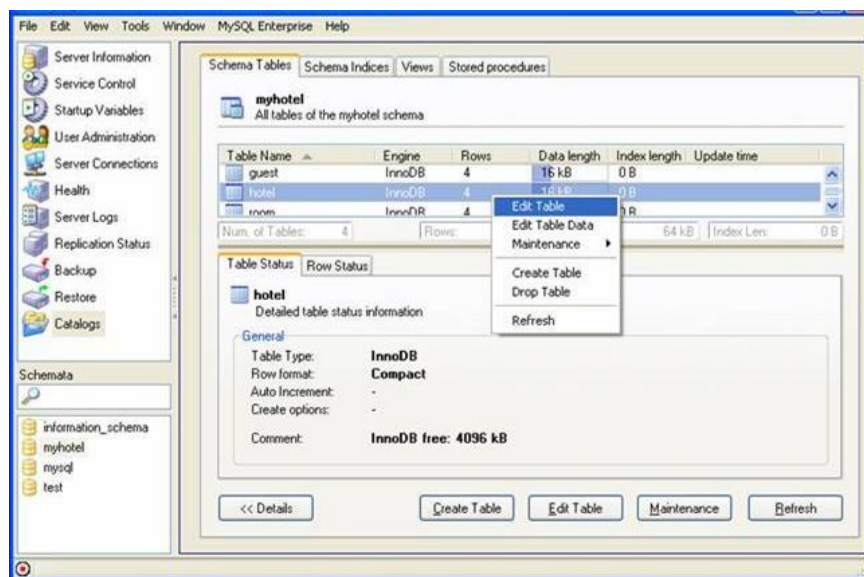 File Edit View Tools Window MySQL Enterprise Help
Server Information
Service Control
Startup Variables
User Administration
Server Connections
Health
Server Logs
Replication Status
Backup
Restore
Catalogs
Schemata
information_schema
myhotel
mysql
test
Schema Tables Schema Indices Views Stored procedures
myhotel
All tables of the myhotel schema
Table Name Engine Rows Data length Index length Update time
guest InnoDB 4 16 kB 0 B
hotel InnoDB 4 16 kB 0 B
room InnoDB 4 0 B
Num. of Tables: 4 Rows: 64 kB Index Len: 0 B
Edit Table
Edit Table Data
Maintenance
Create Table
Drop Table
Refresh
Table Status Row Status
hotel
Detailed table status information
General
Table Type: InnoDB
Row format: Compact
Auto Increment: -
Create options: -
Comment: InnoDB free: 4096 kB
<< Details Create Table Edit Table Maintenance Refresh